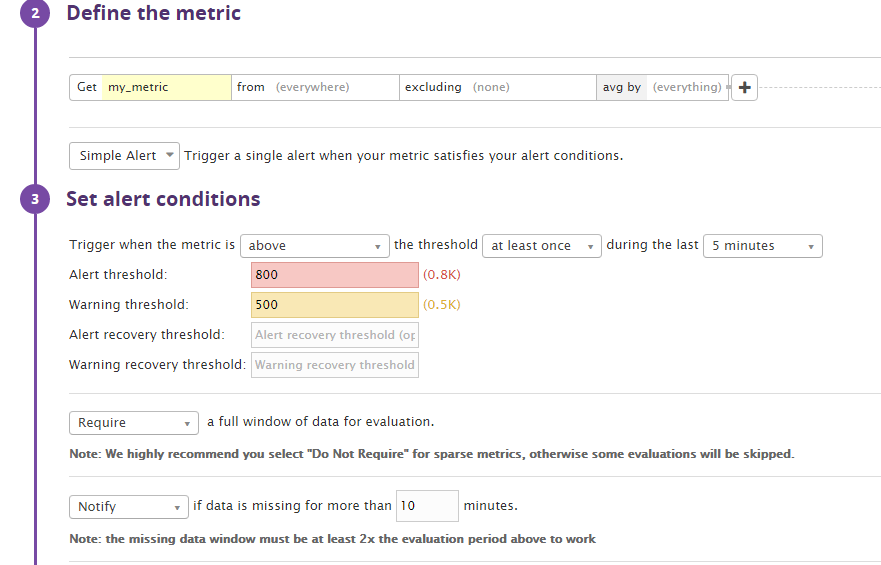 2 Define the metric
Get my_metric from (everywhere) excluding (none) avg by (everything) +
Simple Alert Trigger a single alert when your metric satisfies your alert conditions.
3 Set alert conditions
Trigger when the metric is above the threshold at least once during the last 5 minutes
Alert threshold: 800 (0.8K)
Warning threshold: 500 (0.5K)
Alert recovery threshold: Alert recovery threshold (op
Warning recovery threshold: Warning recovery threshold
Require a full window of data for evaluation.
Note: We highly recommend you select "Do Not Require" for sparse metrics, otherwise some evaluations will be skipped.
Notify if data is missing for more than 10 minutes.
Note: the missing data window must be at least 2x the evaluation period above to work